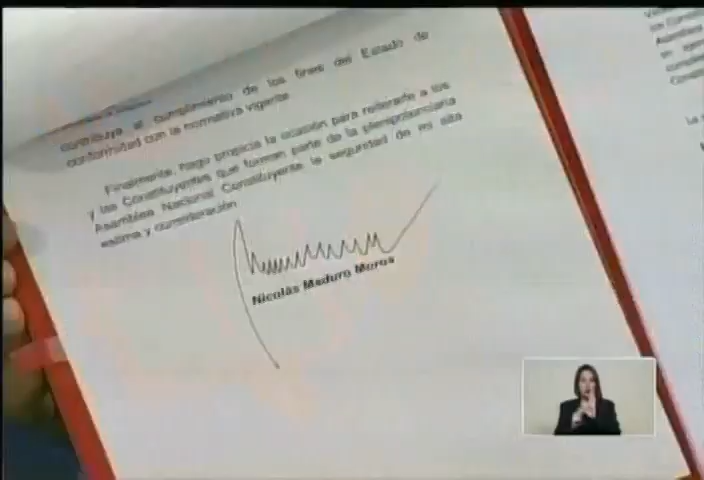 contribuya al cumplimiento de los fines del Estado de
conformidad con la normativa vigente.
Finalmente, hago propicia la ocasión para reiterarle a los
y las Constituyentes que forman parte de la plenipotenciaria
Asamblea Nacional Constituyente la seguridad de mi alta
estima y consideración
Nicolás Maduro Moros